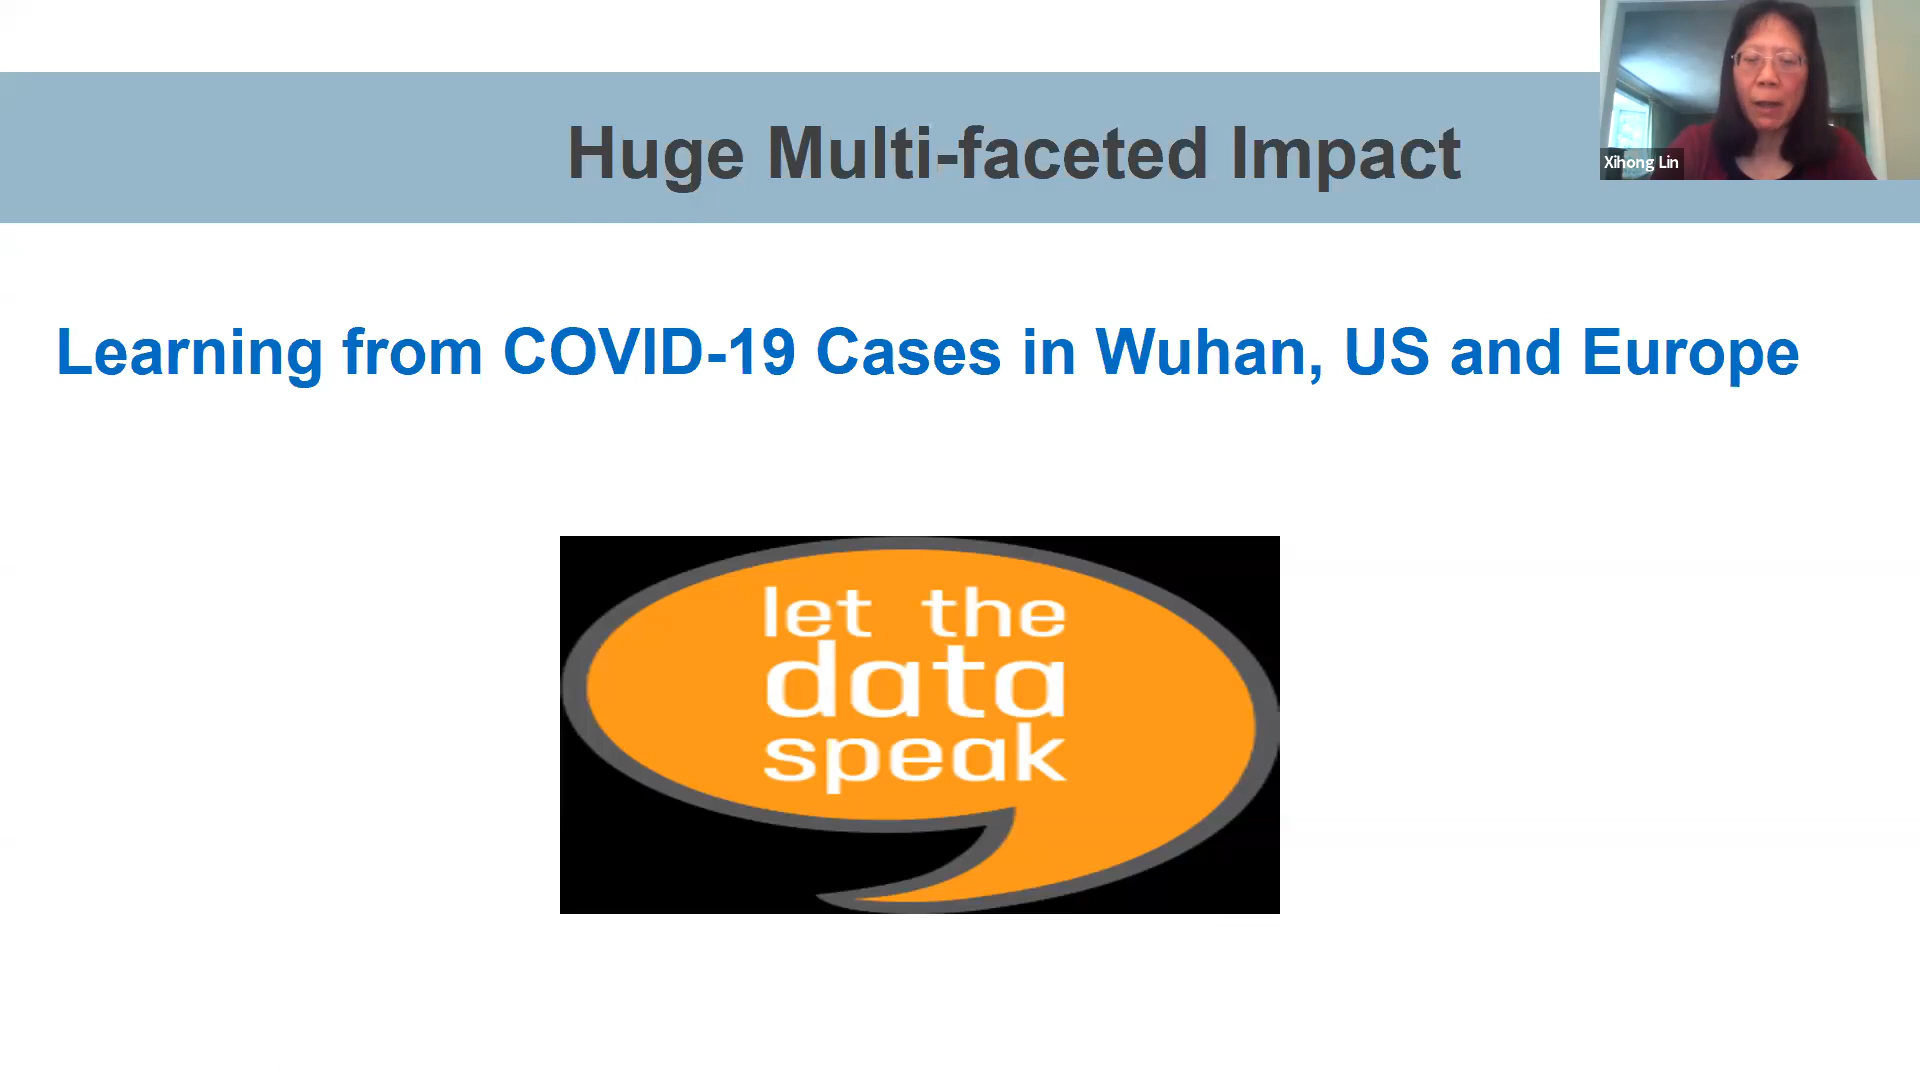 Huge Multi-faceted Impact
Xihong Lin
Learning from COVID-19 Cases in Wuhan, US and Europe
let the
data
speak